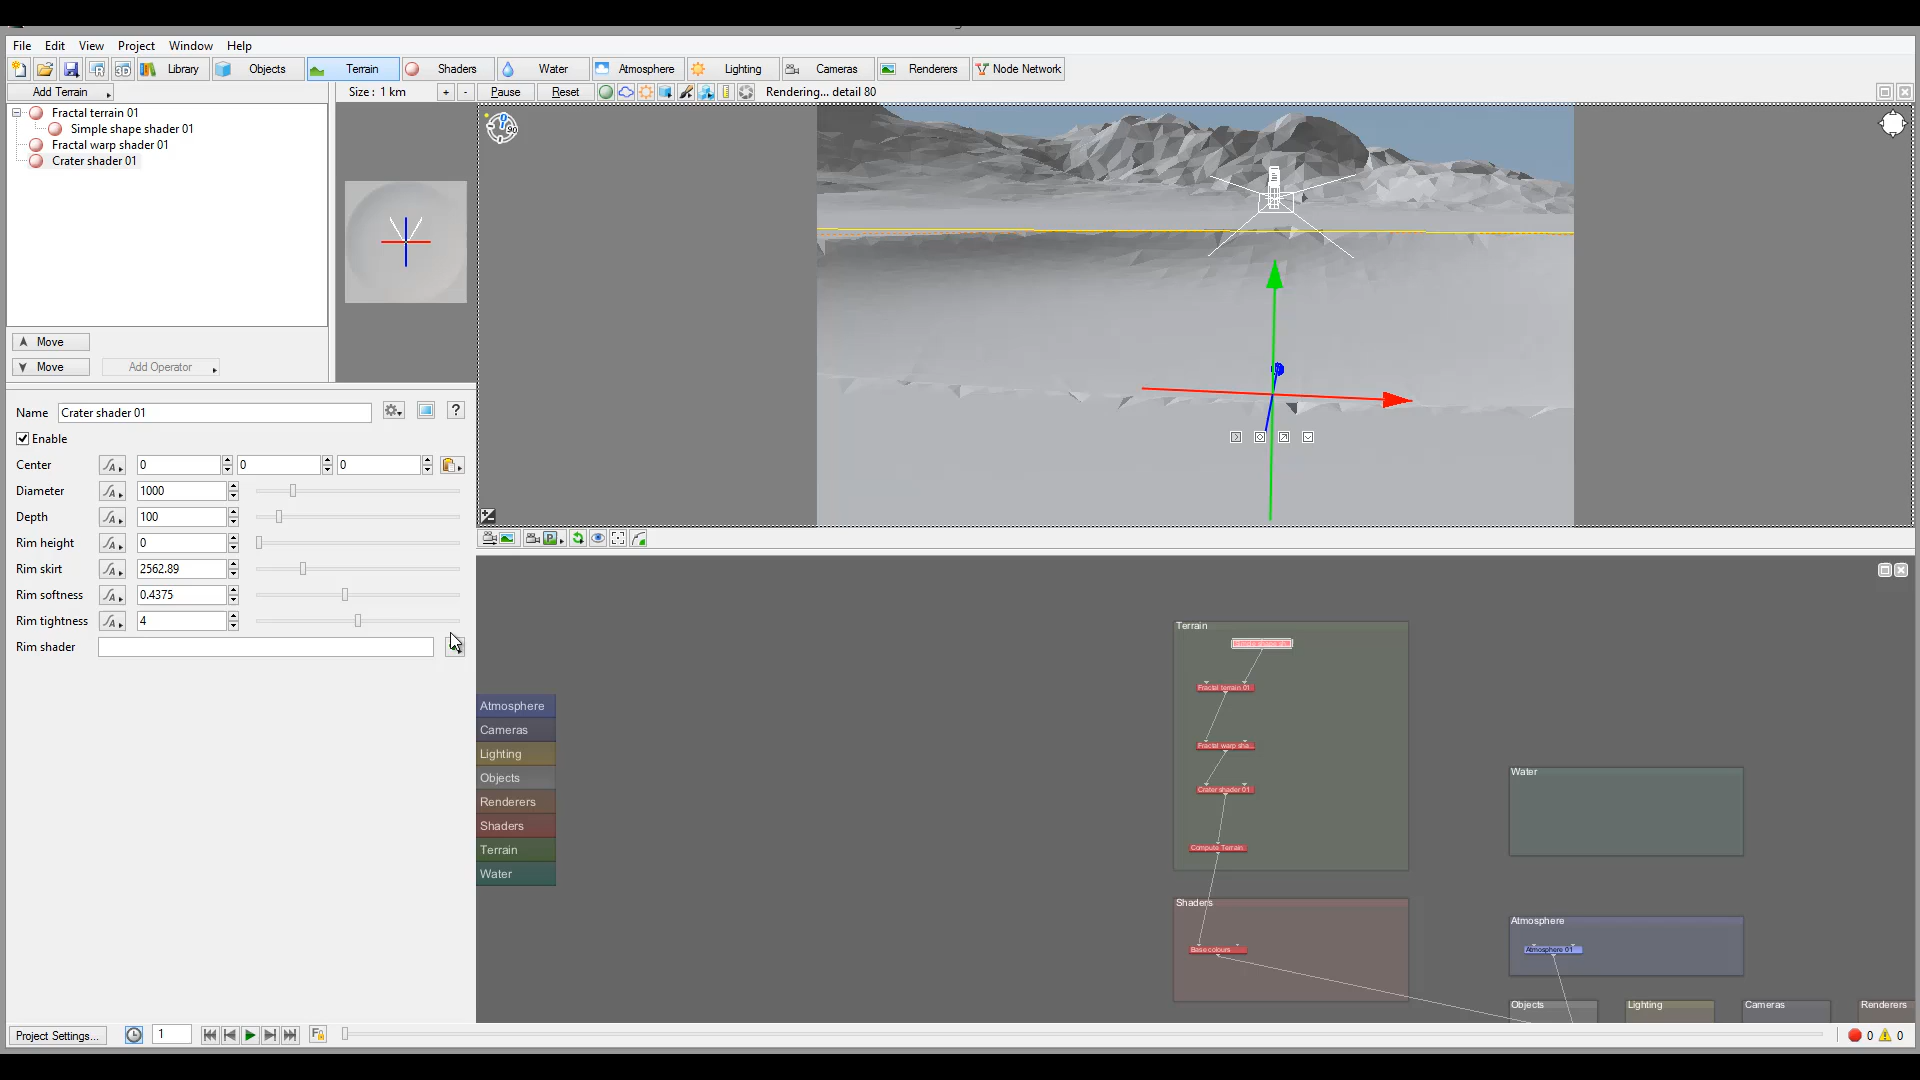 File Edit View Project Window Help
Library Objects Terrain Shaders Water Atmosphere Lighting Cameras Renderers Node Network
Add Terrain Size : 1 km + - Pause Reset Rendering... detail 80
Fractal terrain 01
Simple shape shader 01
Fractal warp shader 01
Crater shader 01
Move
Move Add Operator
Name Crater shader 01 ?
Enable
Center 0 0 0
Diameter 1000
Depth 100
Rim height 0
Rim skirt 2562.89
Rim softness 0.4375
Rim tightness 4
Rim shader
Terrain
Fractal terrain 01
Fractal warp sha...
Crater shader 01
Compute Terrain
Atmosphere
Cameras
Lighting
Objects
Renderers
Shaders
Terrain
Water
Water
Shaders
Base colours
Atmosphere
Atmosphere 01
Objects Lighting Cameras Renderers
Project Settings... 1 0 0